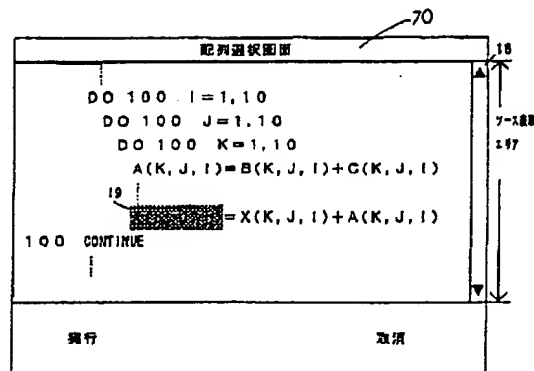 70
配列選択画面
18
DO 100 I=1,10
DO 100 J=1,10
DO 100 K=1,10
A(K,J,I)=B(K,J,I)+C(K,J,I)
19
=X(K,J,I)+A(K,J,I)
100 CONTINUE
ソース表示
エリア
実行
取消